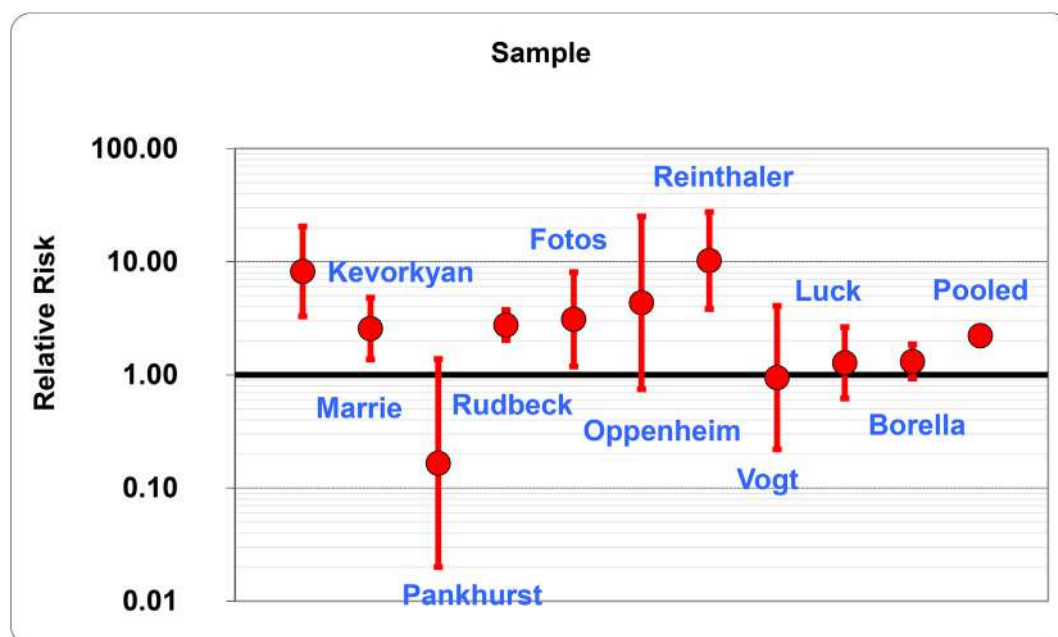 Sample
Relative Risk
100.00
10.00
1.00
0.10
0.01
Reinthaler
Fotos
Kevorkyan
Luck
Pooled
Marrie
Rudbeck
Oppenheim
Borella
Vogt
Pankhurst